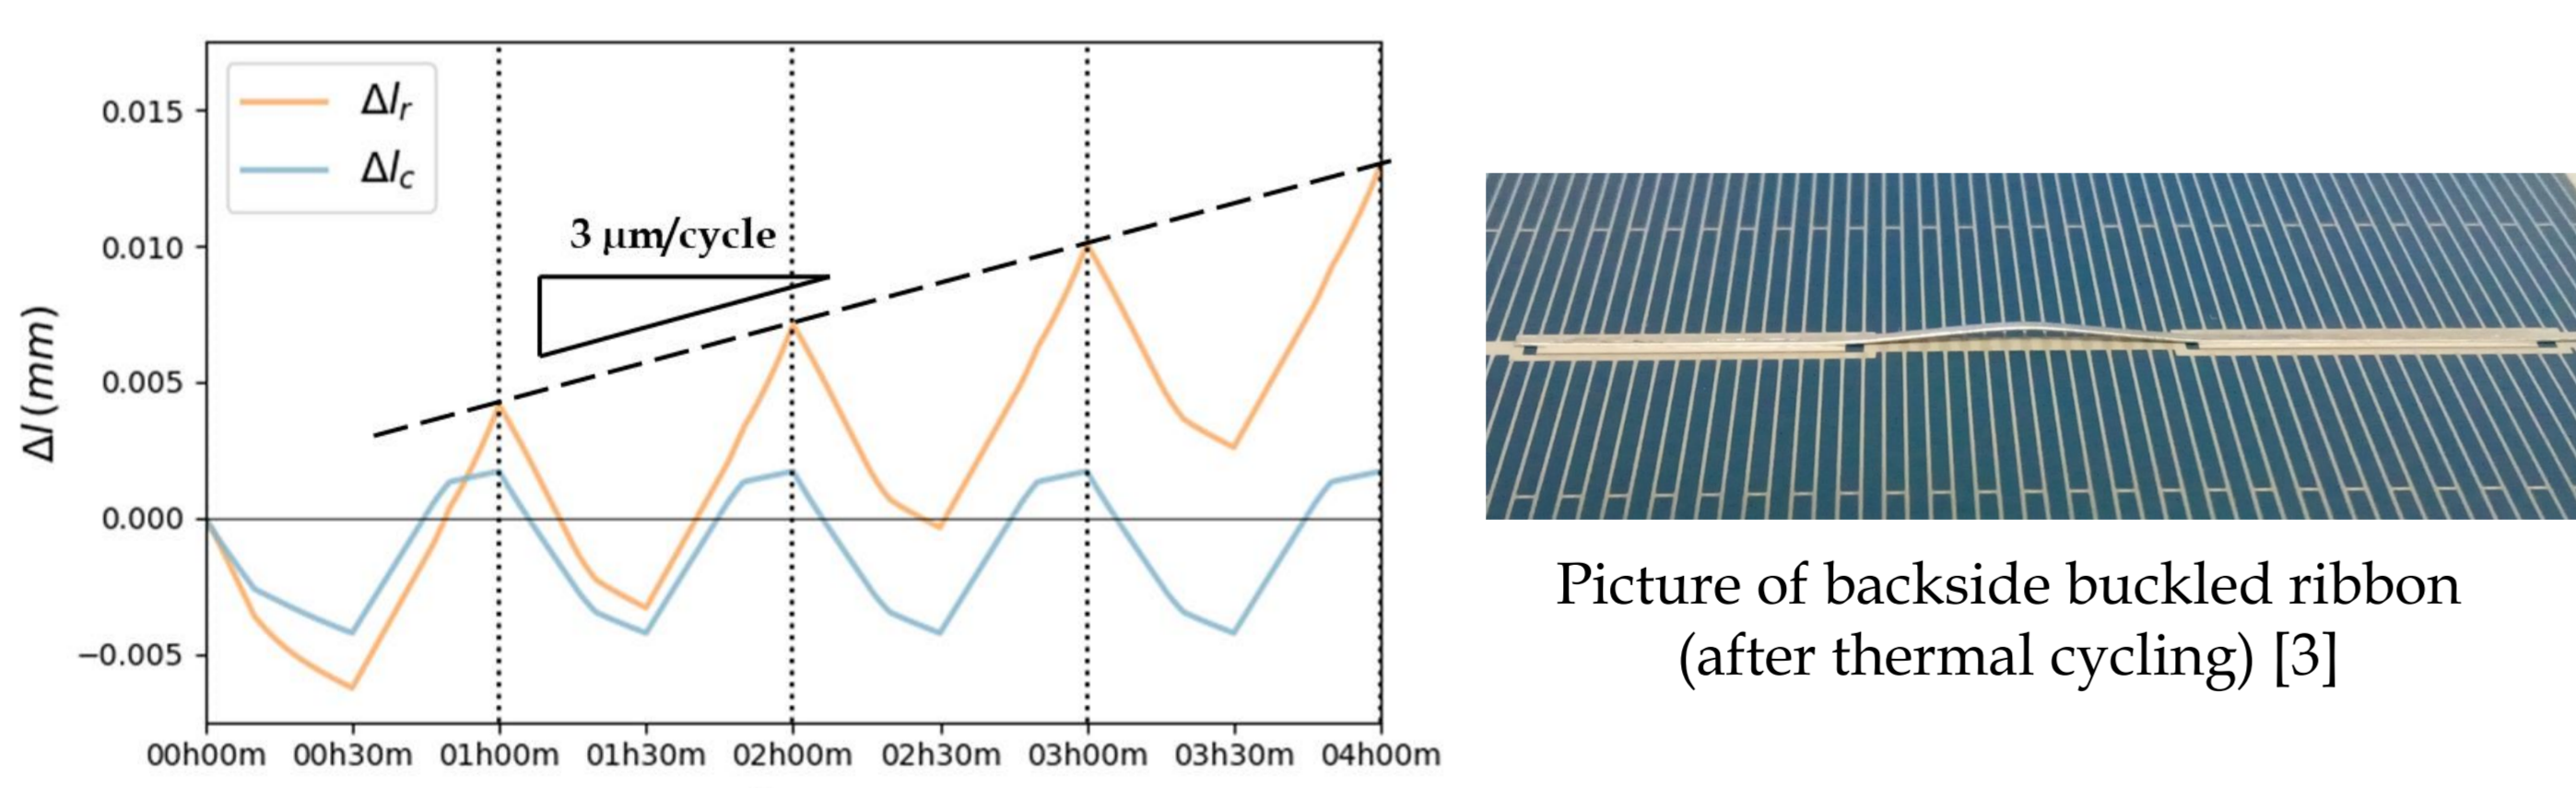 Δl_r
Δl_c
3 μm/cycle
Δl (mm)
0.015
0.010
0.005
0.000
−0.005
00h00m 00h30m 01h00m 01h30m 02h00m 02h30m 03h00m 03h30m 04h00m
Picture of backside buckled ribbon
(after thermal cycling) [3]